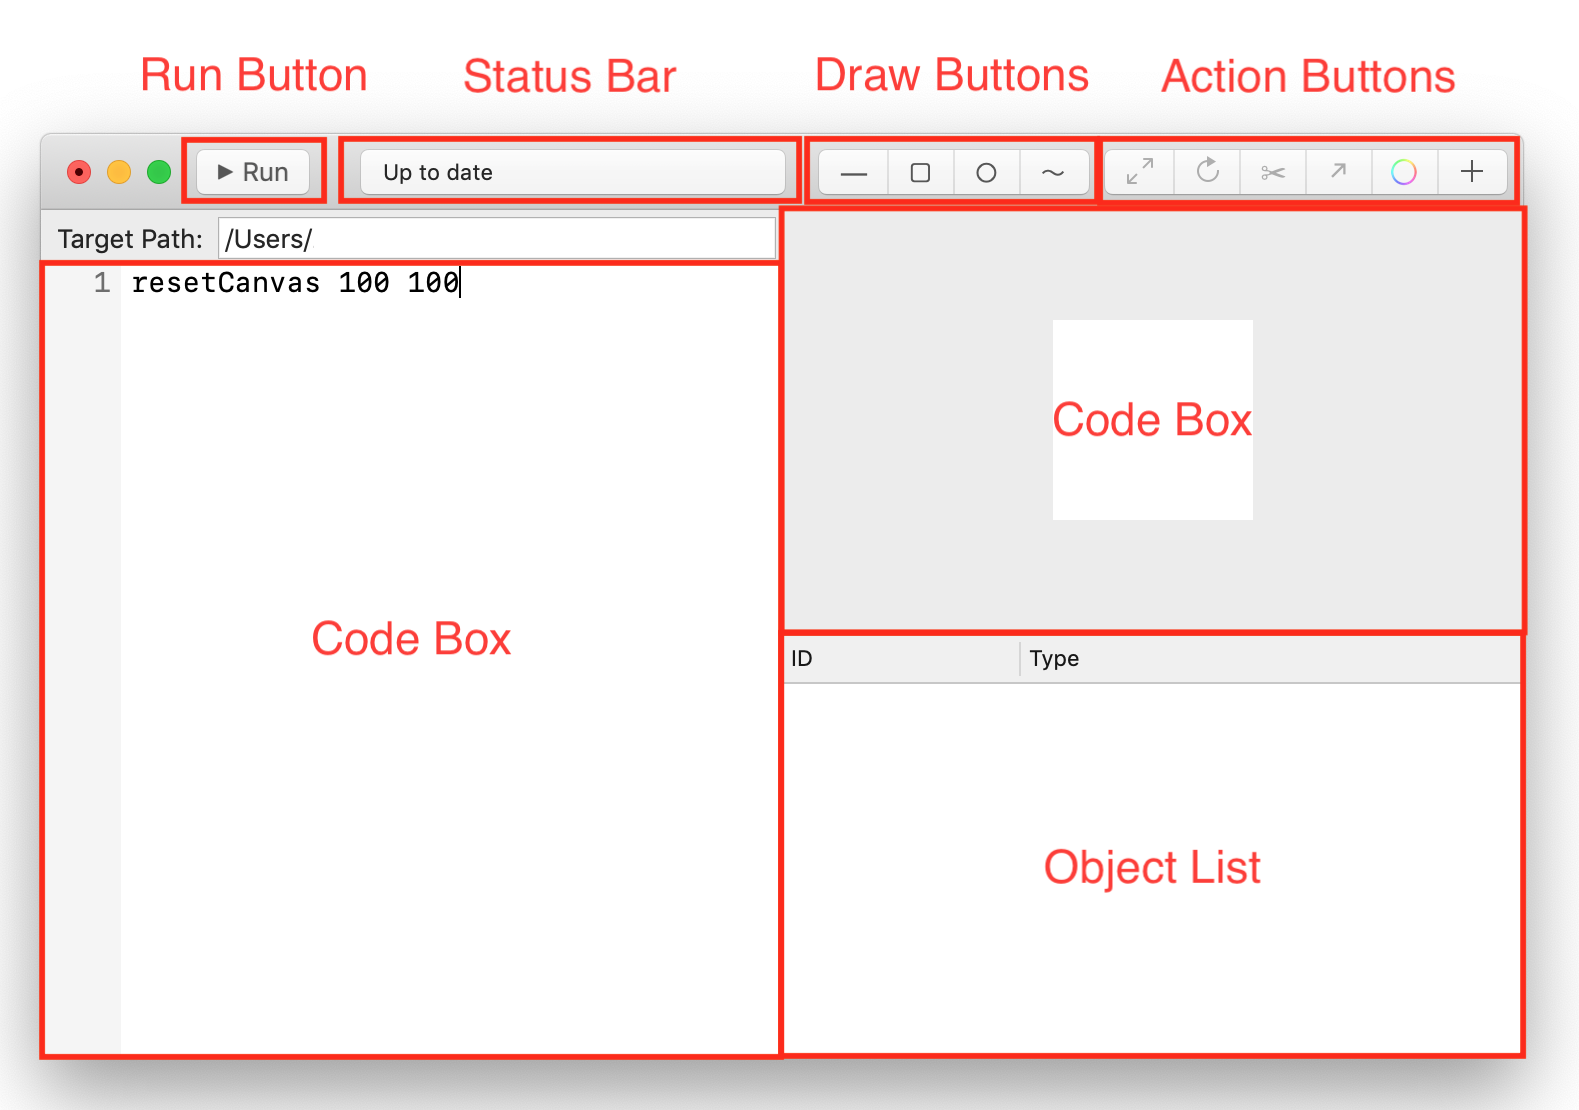 Run Button Status Bar Draw Buttons Action Buttons
Run Up to date
Target Path: /Users/
1 resetCanvas 100 100
Code Box
Code Box
ID Type
Object List